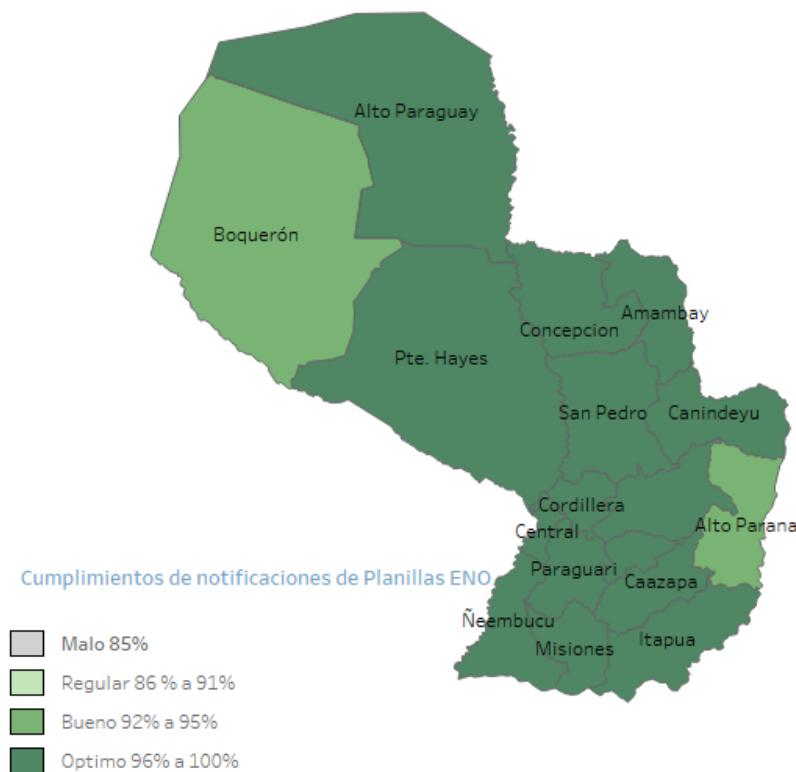 Alto Paraguay
Boquerón
Amambay
Concepcion
Pte. Hayes
San Pedro
Canindeyu
Cordillera
Alto Parana
Central
Paraguari
Caazapa
Ñeembucu
Misiones
Itapua
Cumplimientos de notificaciones de Planillas ENO
Malo 85%
Regular 86 % a 91%
Bueno 92% a 95%
Optimo 96% a 100%